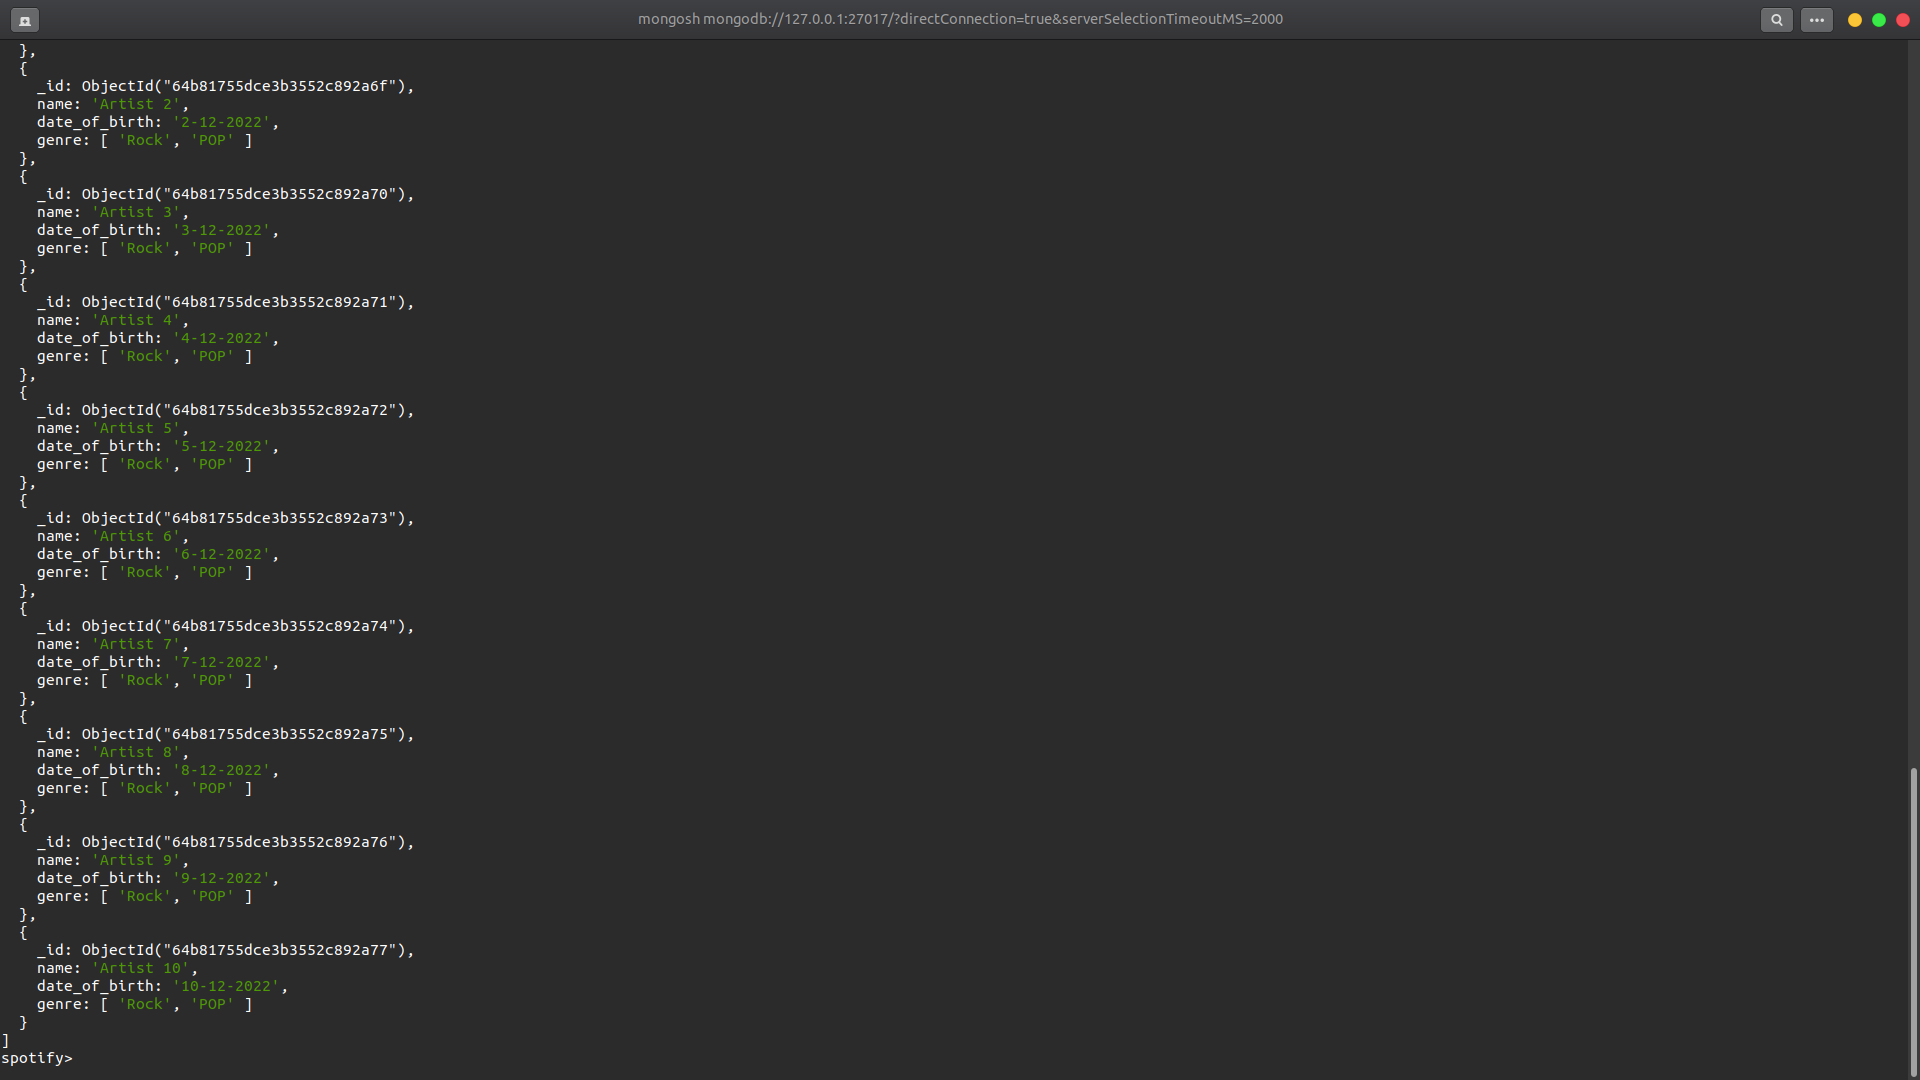 mongosh mongodb://127.0.0.1:27017/?directConnection=true&serverSelectionTimeoutMS=2000
  },
  {
    _id: ObjectId("64b81755dce3b3552c892a6f"),
    name: 'Artist 2',
    date_of_birth: '2-12-2022',
    genre: [ 'Rock', 'POP' ]
  },
  {
    _id: ObjectId("64b81755dce3b3552c892a70"),
    name: 'Artist 3',
    date_of_birth: '3-12-2022',
    genre: [ 'Rock', 'POP' ]
  },
  {
    _id: ObjectId("64b81755dce3b3552c892a71"),
    name: 'Artist 4',
    date_of_birth: '4-12-2022',
    genre: [ 'Rock', 'POP' ]
  },
  {
    _id: ObjectId("64b81755dce3b3552c892a72"),
    name: 'Artist 5',
    date_of_birth: '5-12-2022',
    genre: [ 'Rock', 'POP' ]
  },
  {
    _id: ObjectId("64b81755dce3b3552c892a73"),
    name: 'Artist 6',
    date_of_birth: '6-12-2022',
    genre: [ 'Rock', 'POP' ]
  },
  {
    _id: ObjectId("64b81755dce3b3552c892a74"),
    name: 'Artist 7',
    date_of_birth: '7-12-2022',
    genre: [ 'Rock', 'POP' ]
  },
  {
    _id: ObjectId("64b81755dce3b3552c892a75"),
    name: 'Artist 8',
    date_of_birth: '8-12-2022',
    genre: [ 'Rock', 'POP' ]
  },
  {
    _id: ObjectId("64b81755dce3b3552c892a76"),
    name: 'Artist 9',
    date_of_birth: '9-12-2022',
    genre: [ 'Rock', 'POP' ]
  },
  {
    _id: ObjectId("64b81755dce3b3552c892a77"),
    name: 'Artist 10',
    date_of_birth: '10-12-2022',
    genre: [ 'Rock', 'POP' ]
  }
]
spotify>